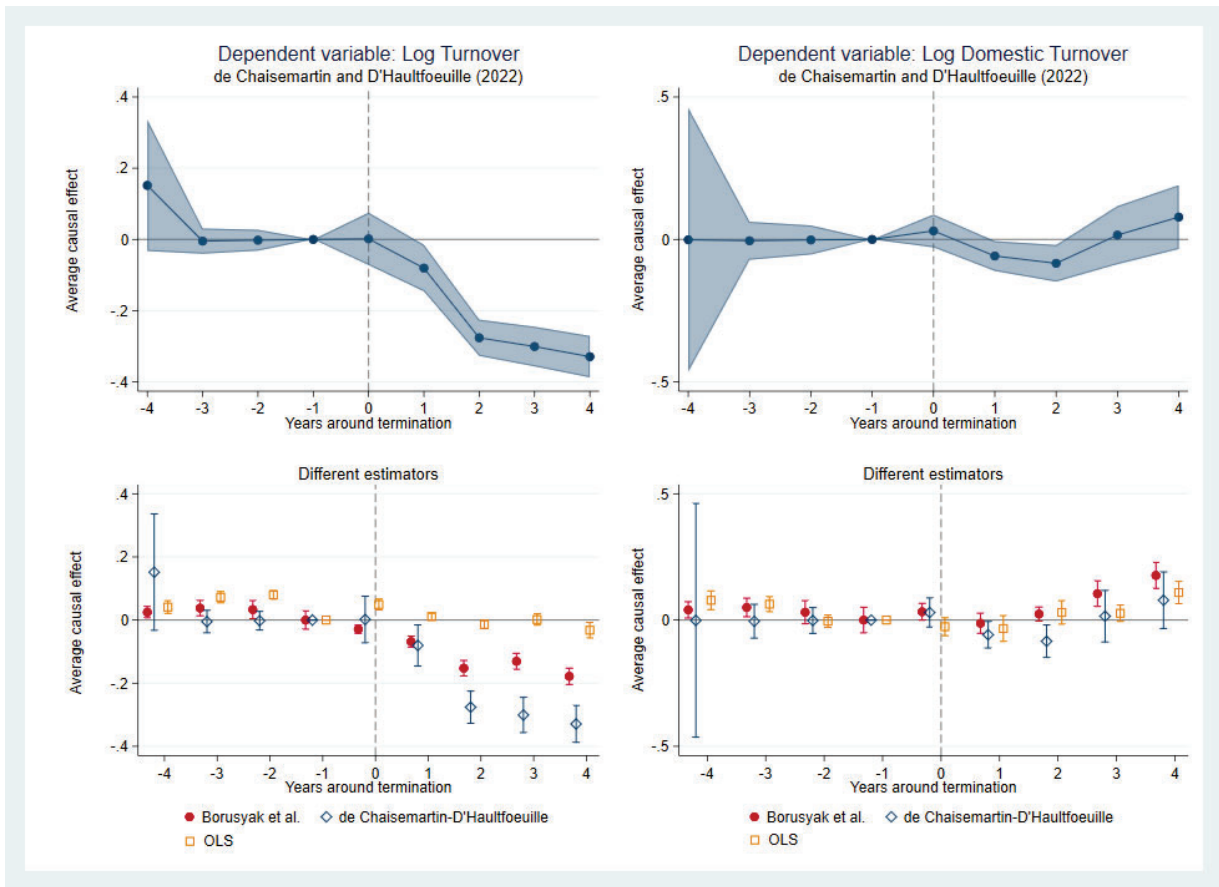 Dependent variable: Log Turnover
de Chaisemartin and D'Haultfoeuille (2022)
Average causal effect
.4
.2
0
-.2
-.4
-4 -3 -2 -1 0 1 2 3 4
Years around termination
Dependent variable: Log Domestic Turnover
de Chaisemartin and D'Haultfoeuille (2022)
Average causal effect
.5
0
-.5
-4 -3 -2 -1 0 1 2 3 4
Years around termination
Different estimators
Average causal effect
.4
.2
0
-.2
-.4
-4 -3 -2 -1 0 1 2 3 4
Years around termination
Borusyak et al. de Chaisemartin-D'Haultfoeuille
OLS
Different estimators
Average causal effect
.5
0
-.5
-4 -3 -2 -1 0 1 2 3 4
Years around termination
Borusyak et al. de Chaisemartin-D'Haultfoeuille
OLS